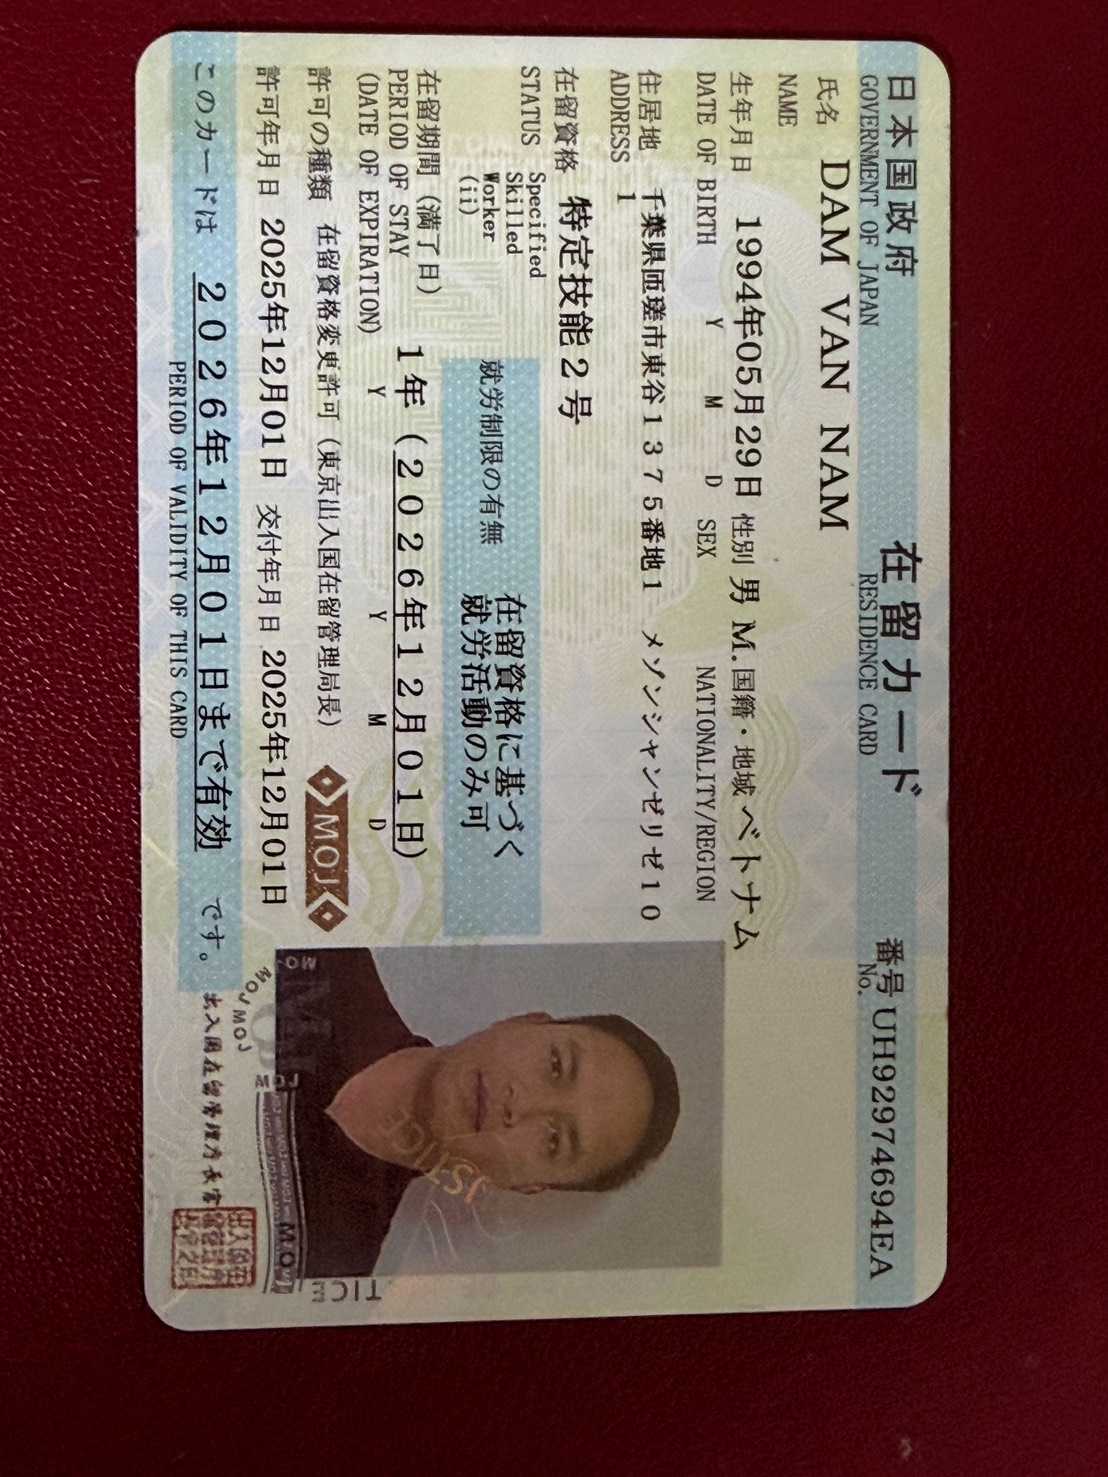 日本国政府 在留カード 番号 UH92974694EA
GOVERNMENT OF JAPAN RESIDENCE CARD No.
氏名 DAM VAN NAM
NAME
生年月日 1994年05月29日 性別 男 M. 国籍・地域 ベトナム
DATE OF BIRTH Y M D SEX NATIONALITY/REGION
住居地 千葉県匝瑳市東谷1375番地1 メゾンシャンゼリゼ10
ADDRESS 1
在留資格 特定技能2号
STATUS Specified
Skilled
Worker
(ii)
就労制限の有無 在留資格に基づく
就労活動のみ可
在留期間(満了日) 1年(2026年12月01日)
PERIOD OF STAY Y Y M D
(DATE OF EXPIRATION)
許可の種類 在留資格変更許可(東京出入国在留管理局長)
MOJ
許可年月日 2025年12月01日 交付年月日 2025年12月01日
このカードは 2026年12月01日まで有効 です。
PERIOD OF VALIDITY OF THIS CARD
出入国在留管理庁長官
MOJ MOJ